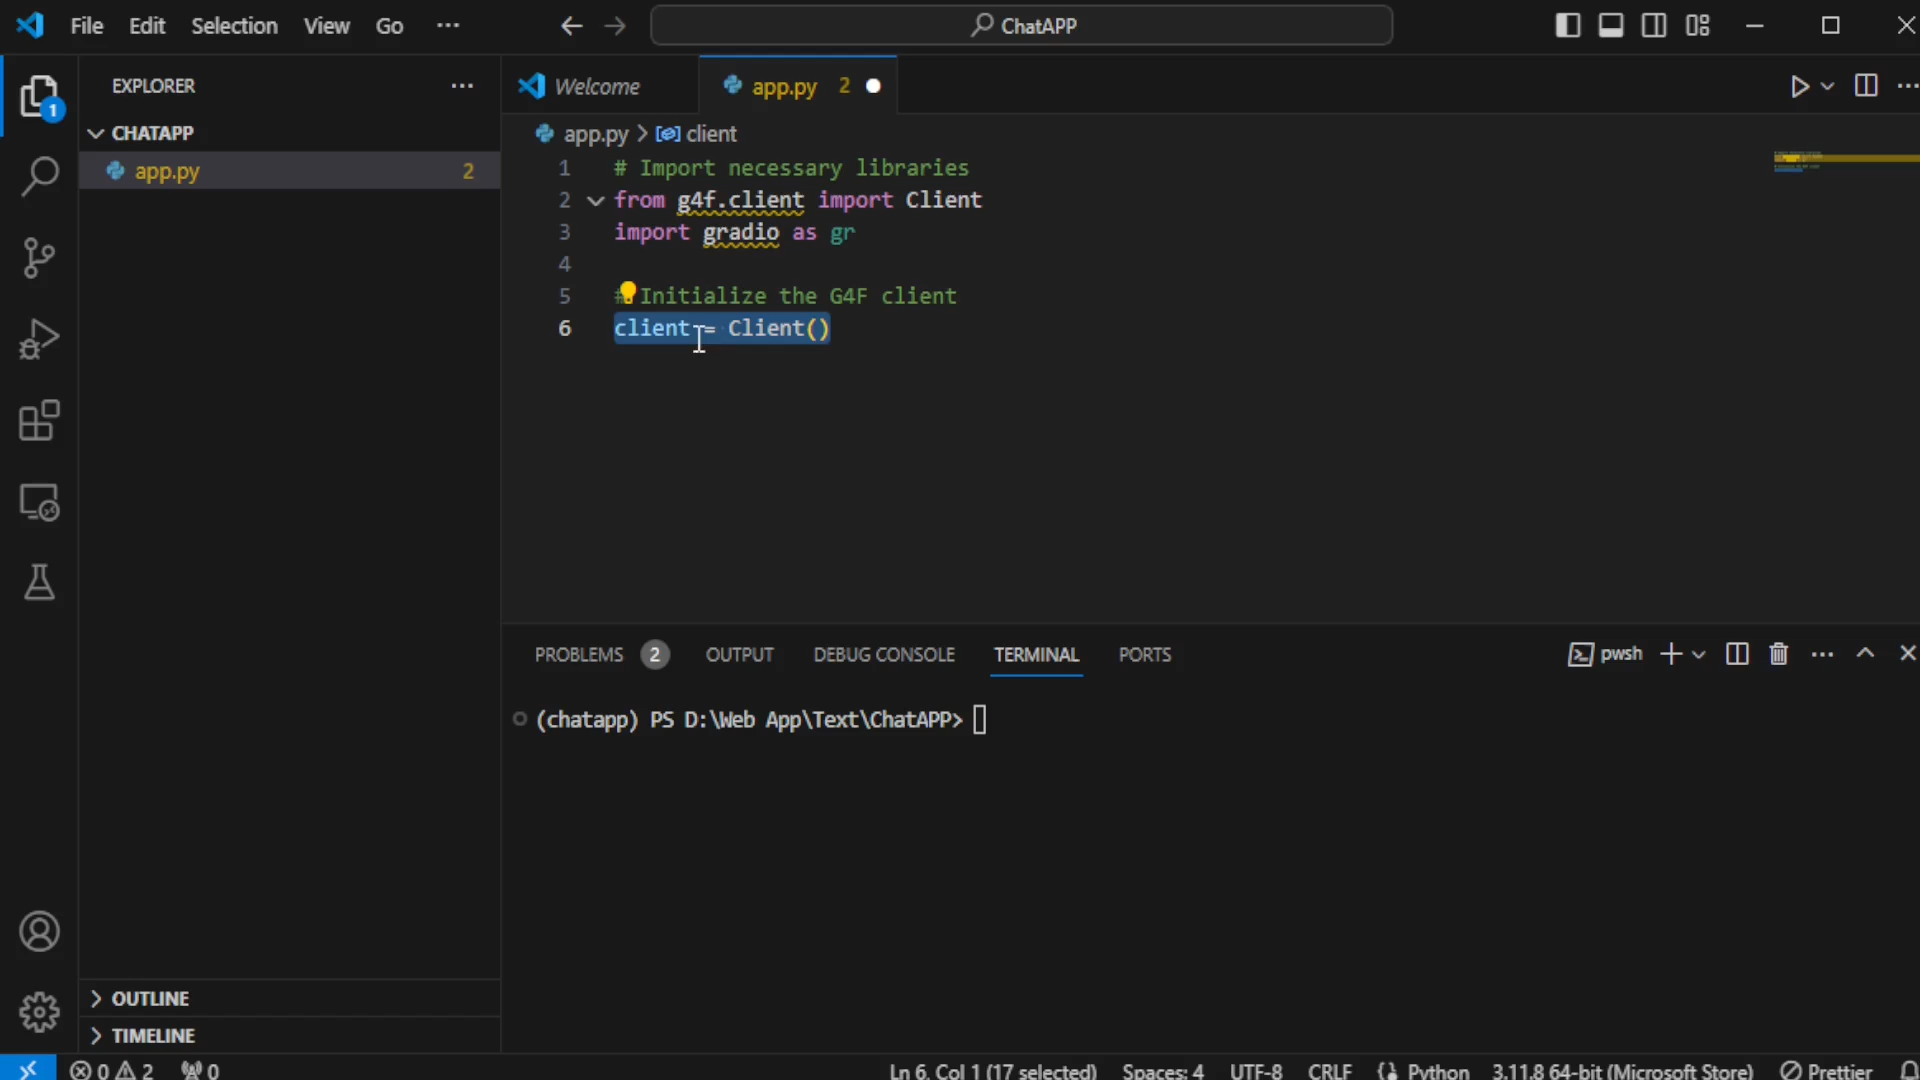 File Edit Selection View Go ··· ChatAPP
EXPLORER ···
Welcome app.py 2
CHATAPP
app.py > client
app.py 2
1 # Import necessary libraries
2 from g4f.client import Client
3 import gradio as gr
4
5 # Initialize the G4F client
6 client = Client()
1
PROBLEMS 2 OUTPUT DEBUG CONSOLE TERMINAL PORTS pwsh
(chatapp) PS D:\Web App\Text\ChatAPP>
OUTLINE
TIMELINE
0 2 0 Ln 6, Col 1 (17 selected) Spaces: 4 UTF-8 CRLF Python 3.11.8 64-bit (Microsoft Store) Prettier